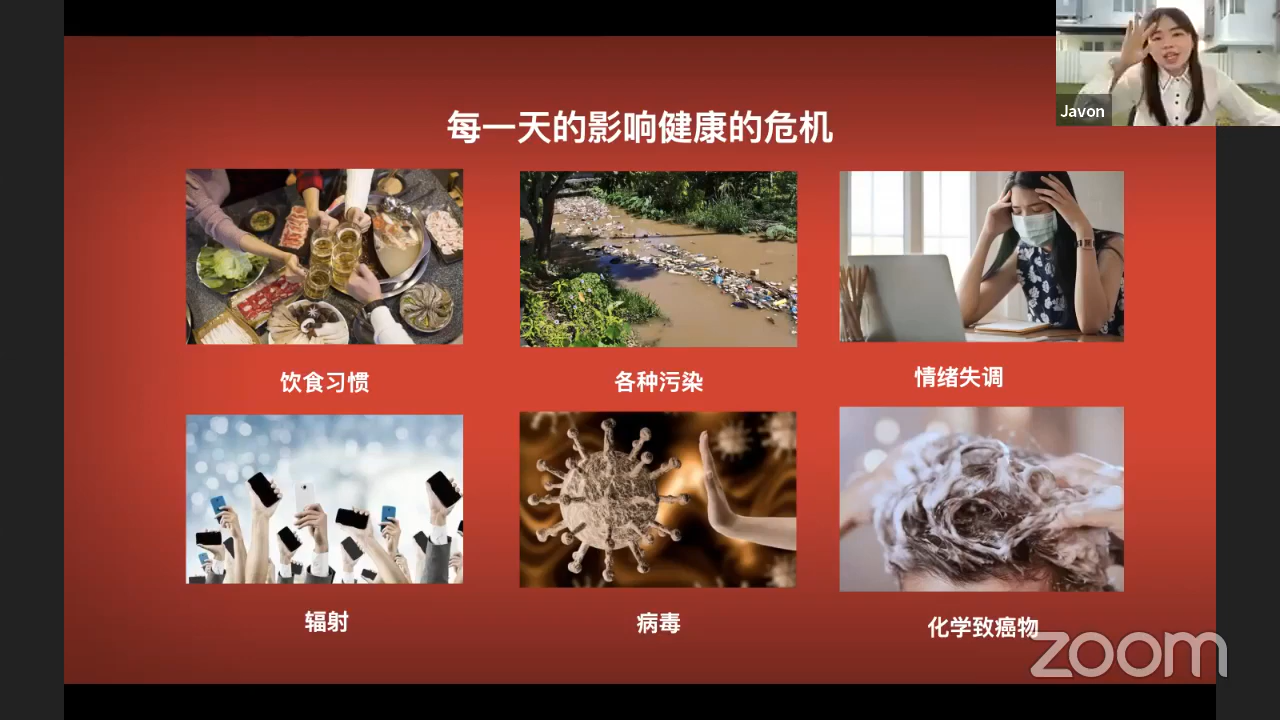 Javon
每一天的影响健康的危机
饮食习惯
各种污染
情绪失调
辐射
病毒
化学致癌物
zoom